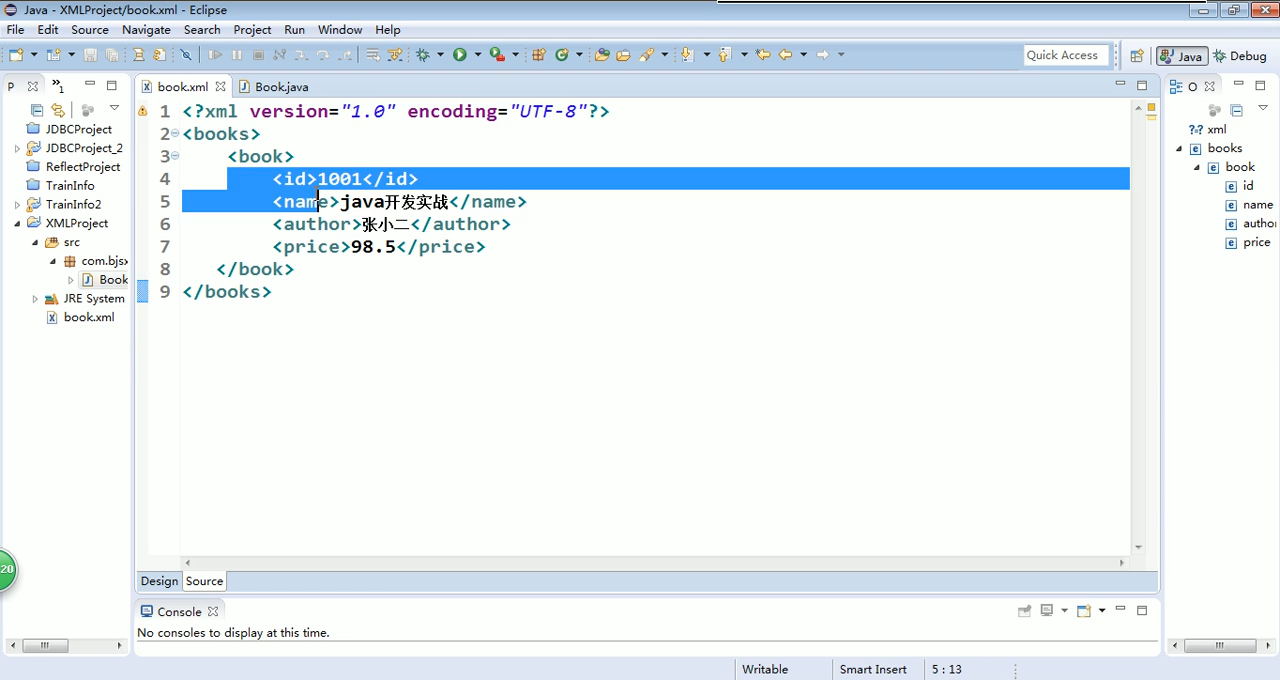 Java - XMLProject/book.xml - Eclipse
File Edit Source Navigate Search Project Run Window Help
Quick Access
Java
Debug
P
»1
book.xml
Book.java
O
JDBCProject
JDBCProject_2
ReflectProject
TrainInfo
TrainInfo2
XMLProject
src
com.bjsx
Book
JRE System
book.xml
1 <?xml version="1.0" encoding="UTF-8"?>
2 <books>
3 <book>
4 <id>1001</id>
5 <name>java开发实战</name>
6 <author>张小二</author>
7 <price>98.5</price>
8 </book>
9 </books>
?? xml
e books
e book
e id
e name
e autho
e price
20
Design Source
Console
No consoles to display at this time.
Writable
Smart Insert
5 : 13